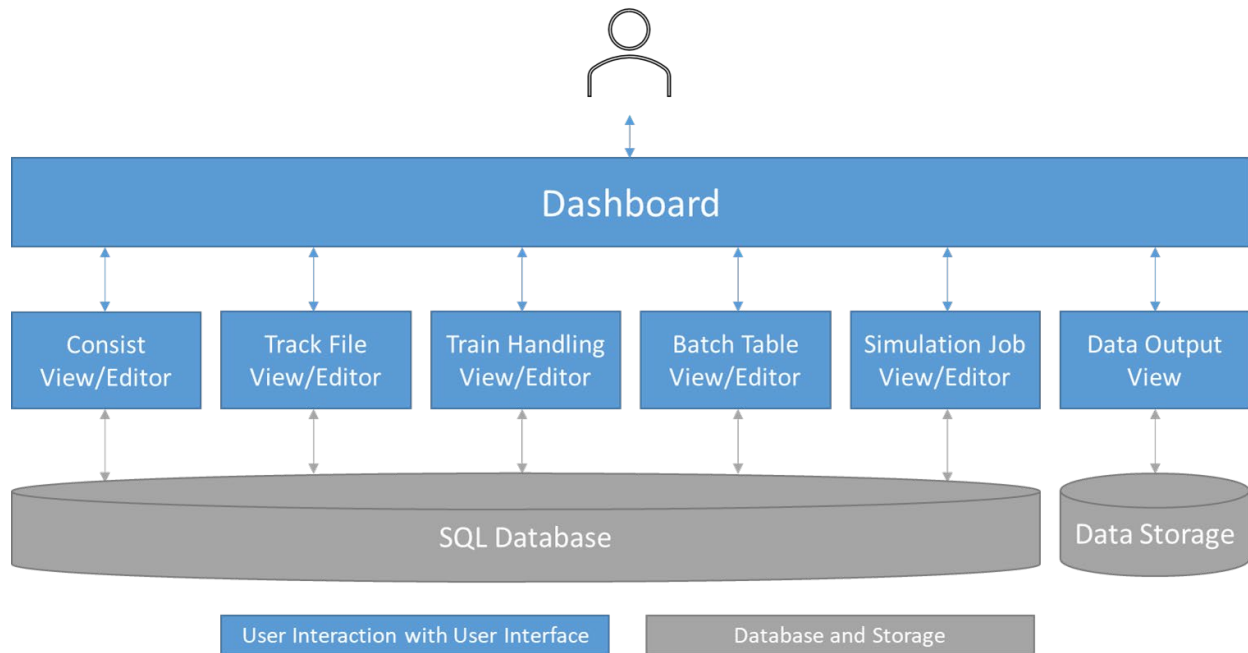 Dashboard
Consist
View/Editor
Track File
View/Editor
Train Handling
View/Editor
Batch Table
View/Editor
Simulation Job
View/Editor
Data Output
View
SQL Database
Data Storage
User Interaction with User Interface
Database and Storage